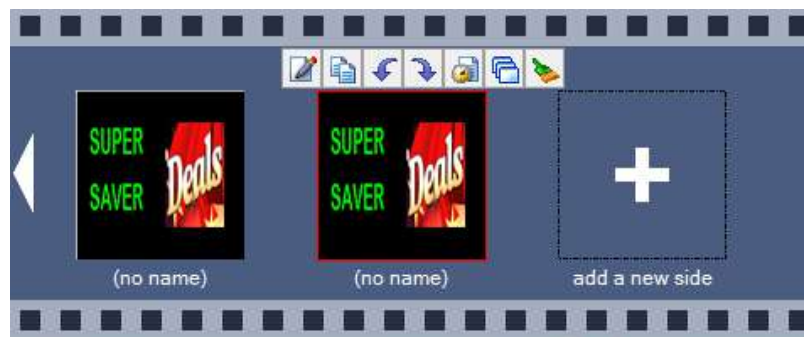 SUPER
SAVER
Deals
SUPER
SAVER
Deals
(no name)
(no name)
add a new side